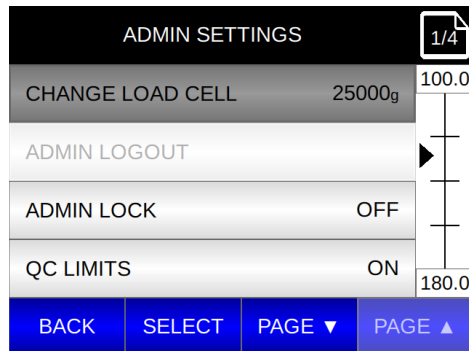 ADMIN SETTINGS
1/4
CHANGE LOAD CELL 25000g
100.0
ADMIN LOGOUT
ADMIN LOCK OFF
QC LIMITS ON
180.0
BACK SELECT PAGE ▼ PAGE ▲